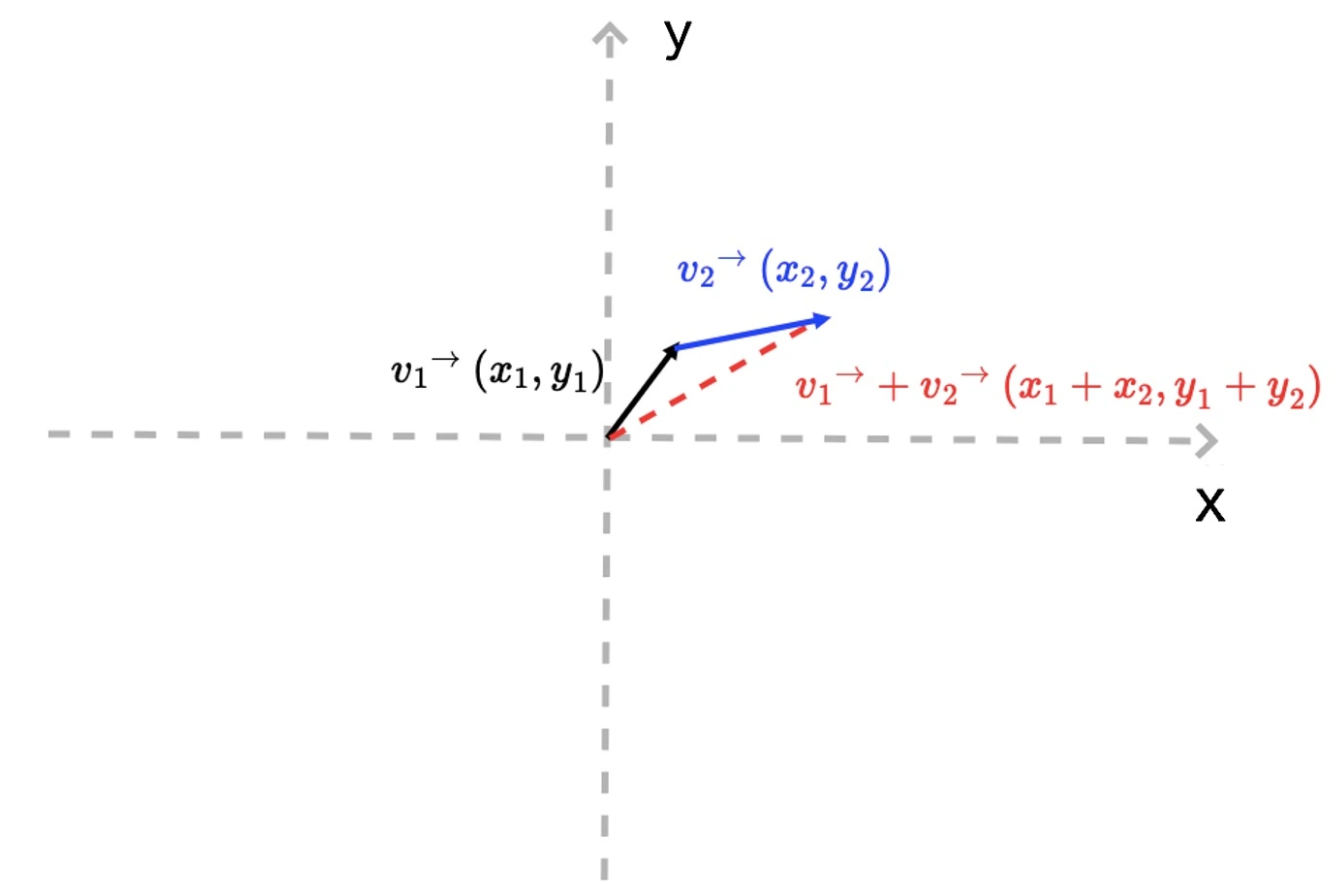 y
v₂→ (x₂, y₂)
v₁→ (x₁, y₁)
v₁→ + v₂→ (x₁ + x₂, y₁ + y₂)
x